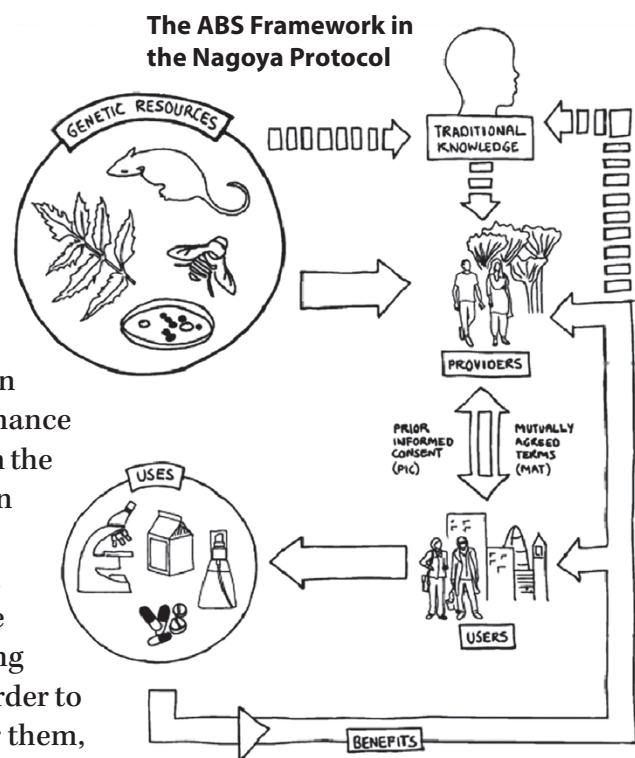 The ABS Framework in
the Nagoya Protocol
GENETIC RESOURCES
TRADITIONAL
KNOWLEDGE
PROVIDERS
PRIOR
INFORMED
CONSENT
(PIC)
MUTUALLY
AGREED
TERMS
(MAT)
USES
USERS
BENEFITS
n
nance
n the
n
e
ng
rder to
r them,